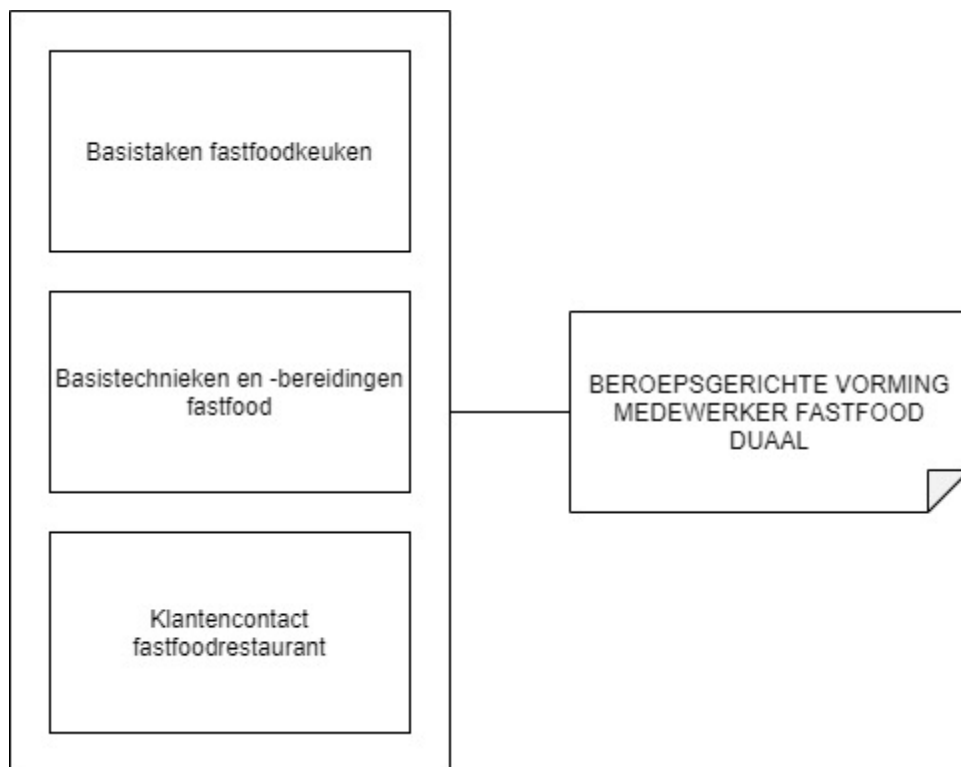 Basistaken fastfoodkeuken
Basistechnieken en -bereidingen
fastfood
Klantencontact
fastfoodrestaurant
BEROEPSGERICHTE VORMING
MEDEWERKER FASTFOOD
DUAAL